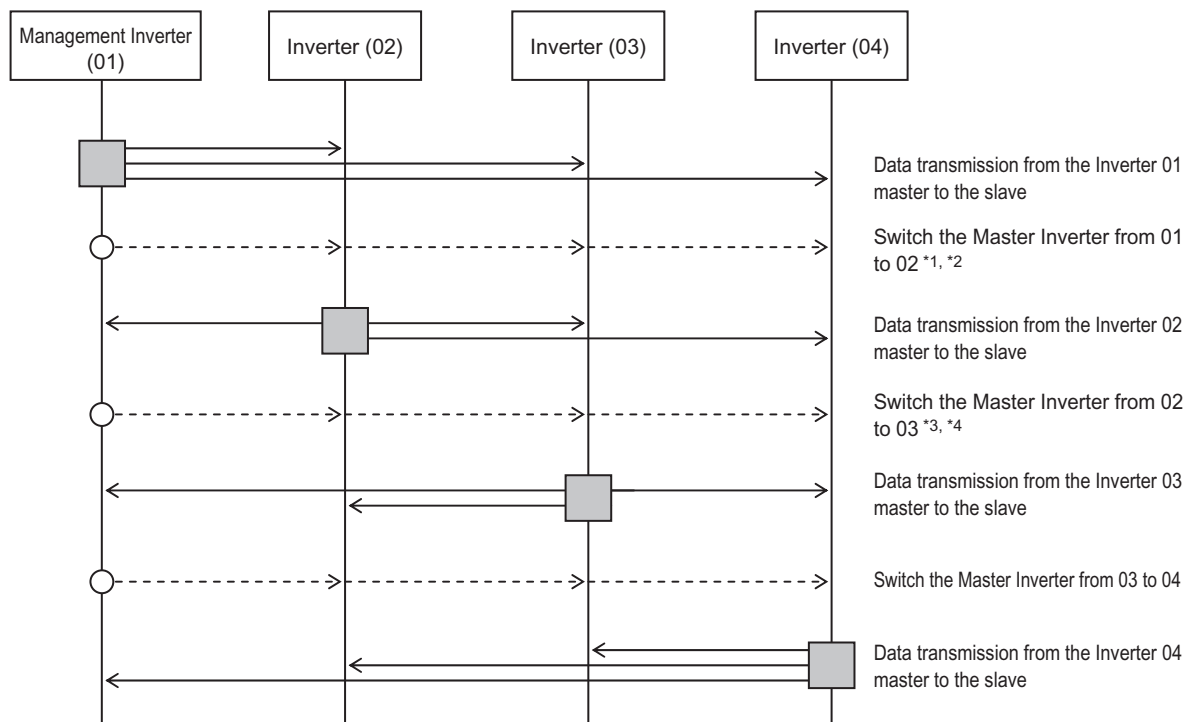 Management Inverter
(01)
Inverter (02)
Inverter (03)
Inverter (04)
Data transmission from the Inverter 01
master to the slave
Switch the Master Inverter from 01
to 02 *1, *2
Data transmission from the Inverter 02
master to the slave
Switch the Master Inverter from 02
to 03 *3, *4
Data transmission from the Inverter 03
master to the slave
Switch the Master Inverter from 03 to 04
Data transmission from the Inverter 04
master to the slave